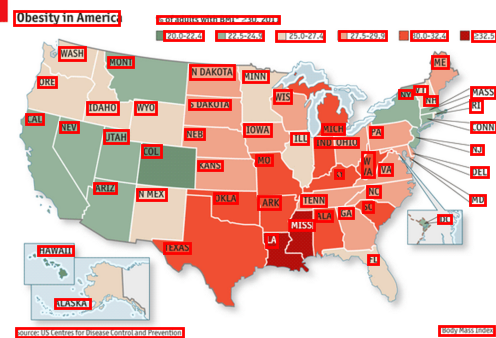 Obesity in America
% of adults with BMI* ≥30, 2011
20.0-22.4 22.5-24.9 25.0-27.4 27.5-29.9 30.0-32.4 ≥32.5
WASH
MONT
N DAKOTA
MINN
ME
ORE
WIS
NY
VT
NH
MASS
IDAHO
WYO
S DAKOTA
RI
CAL
NEV
UTAH
COL
NEB
IOWA
ILL
MICH
IND
OHIO
PA
CONN
NJ
KANS
MO
KY
W VA
VA
DEL
ARIZ
N MEX
OKLA
ARK
TENN
NC
SC
MD
TEXAS
LA
MISS
ALA
GA
DC
HAWAII
FL
ALASKA
Source: US Centres for Disease Control and Prevention
*Body Mass Index